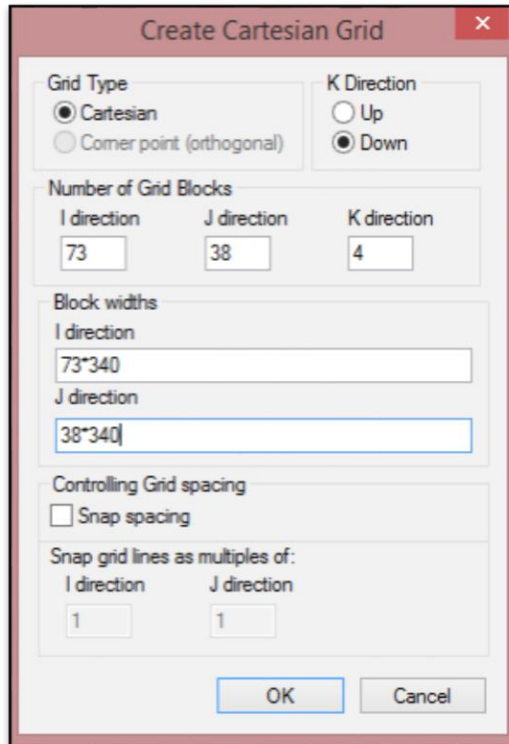 Create Cartesian Grid
Grid Type
Cartesian
Corner point (orthogonal)
K Direction
Up
Down
Number of Grid Blocks
I direction J direction K direction
73 38 4
Block widths
I direction
73*340
J direction
38*340
Controlling Grid spacing
Snap spacing
Snap grid lines as multiples of:
I direction J direction
1 1
OK Cancel